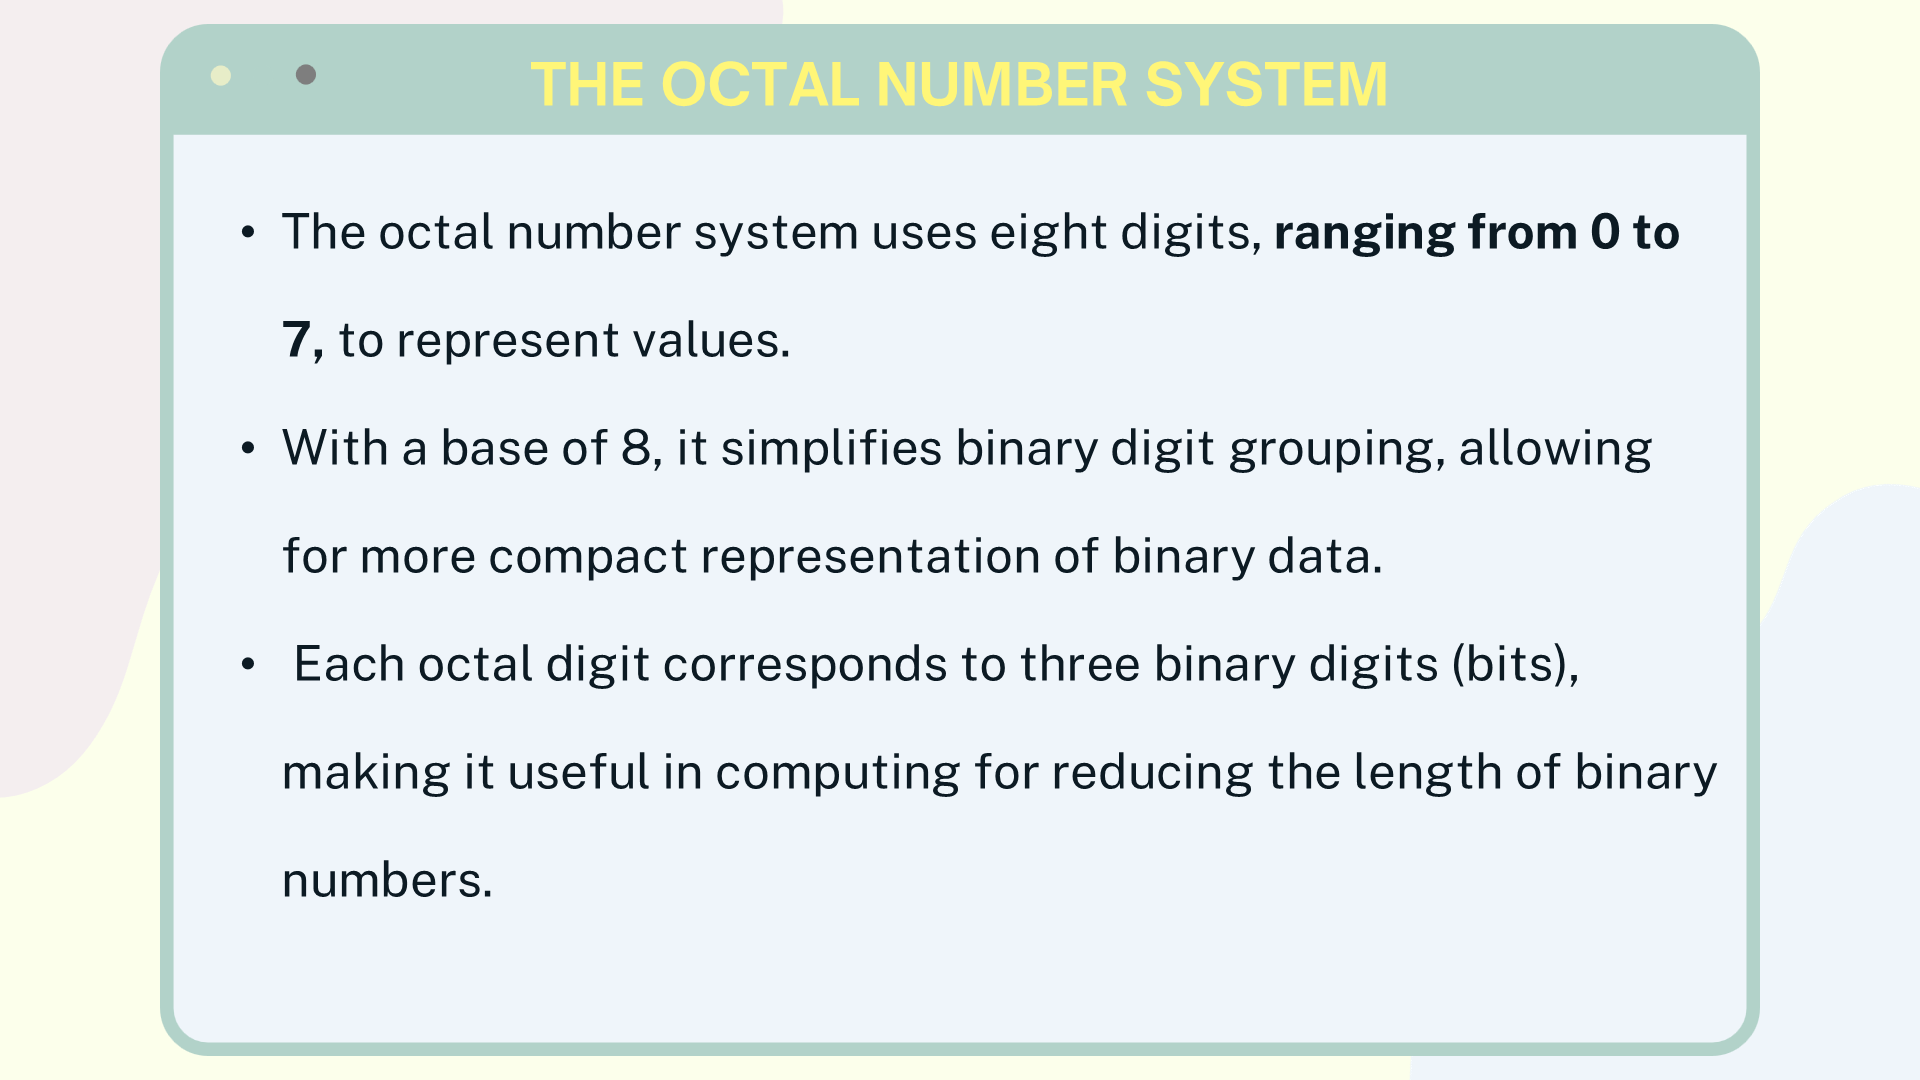 THE OCTAL NUMBER SYSTEM
• The octal number system uses eight digits, ranging from 0 to
7, to represent values.
• With a base of 8, it simplifies binary digit grouping, allowing
for more compact representation of binary data.
• Each octal digit corresponds to three binary digits (bits),
making it useful in computing for reducing the length of binary
numbers.